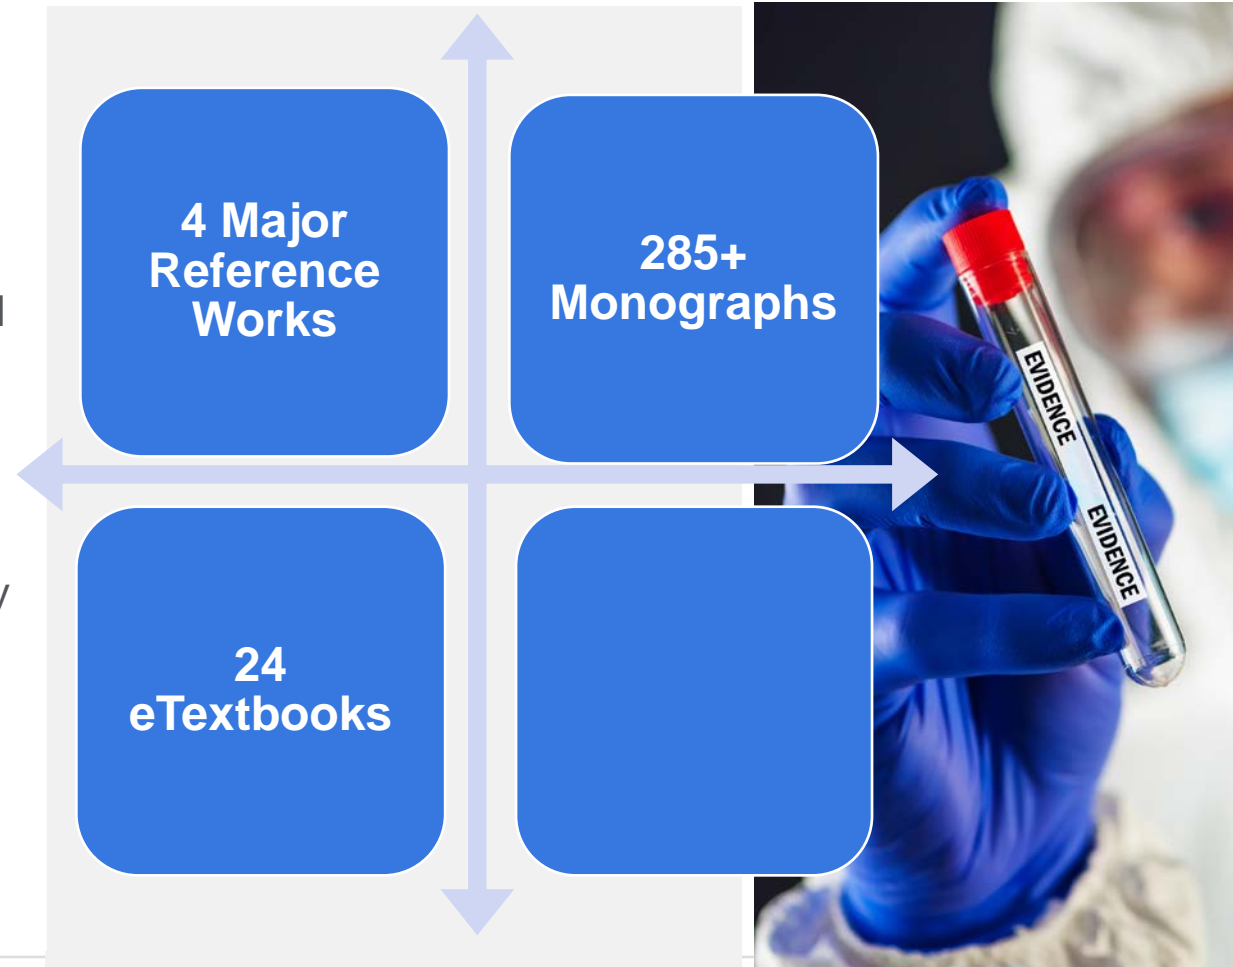 4 Major
Reference
Works
285+
Monographs
24
eTextbooks
EVIDENCE
EVIDENCE